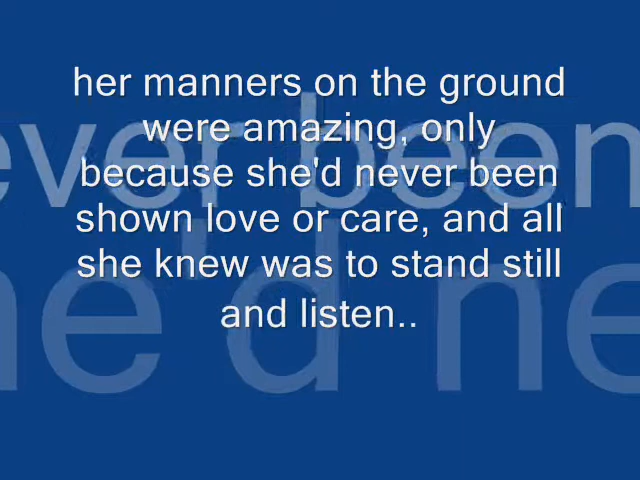 her manners on the ground
were amazing, only
because she'd never been
shown love or care, and all
she knew was to stand still
and listen..